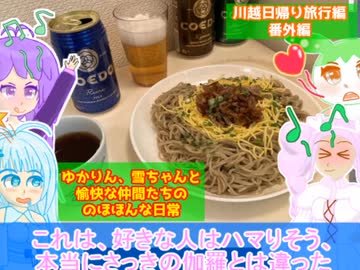 川越日帰り旅行編
番外編
COEDO
COEDO
ゆかりん、雪ちゃんと
愉快な仲間たちの
のほほんな日常
これは、好きな人はハマりそう、
本当にさっきの伽羅とは違った